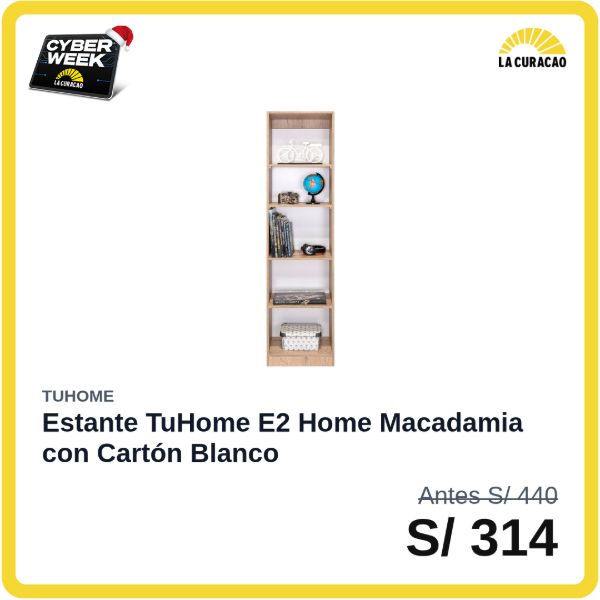 CYBER
WEEK
LA CURACAO
LA CURACAO
TUHOME
Estante TuHome E2 Home Macadamia
con Cartón Blanco
Antes S/ 440
S/ 314